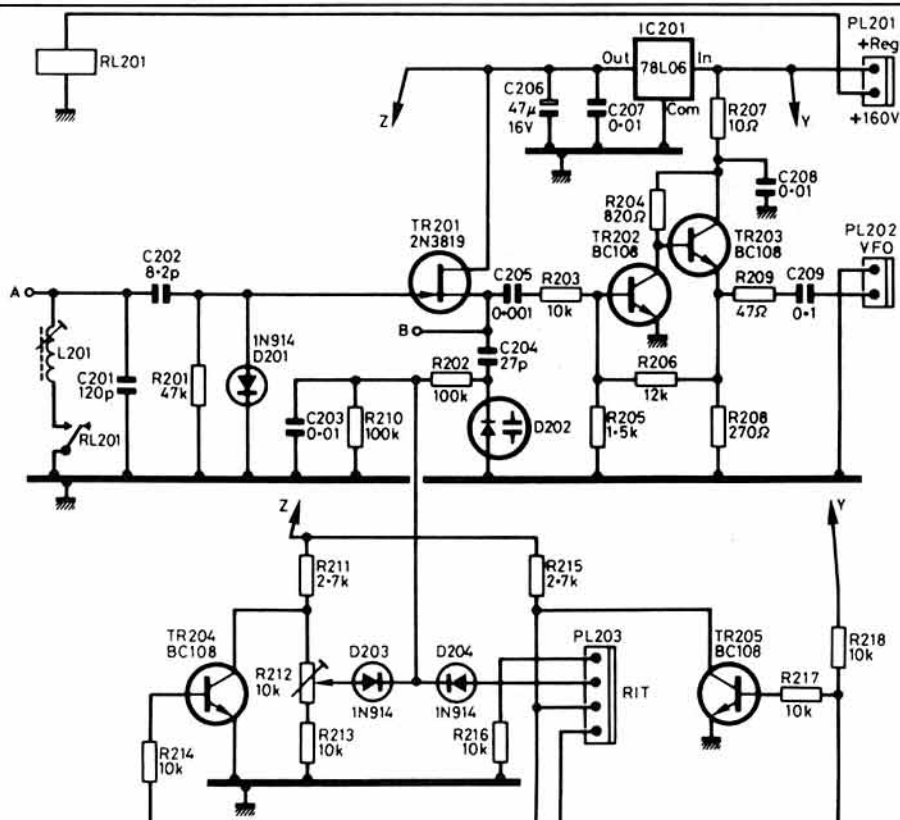 PL201
+Reg
+160V
RL201
IC201
Out
78L06
In
Com
Z
C206
47µ
16V
C207
0·01
R207
10Ω
Y
C208
0·01
R204
820Ω
TR201
2N3819
TR202
BC108
TR203
BC108
PL202
VFO
C202
8·2p
A
C205
0·001
R203
10k
R209
47Ω
C209
0·1
B
1N914
D201
L201
C201
120p
R201
47k
R202
100k
C204
27p
R206
12k
C203
0·01
R210
100k
D202
R205
1·5k
R208
270Ω
RL201
Z
Y
R211
2·7k
R215
2·7k
TR204
BC108
D203
1N914
D204
1N914
PL203
RIT
TR205
BC108
R218
10k
R212
10k
R217
10k
R213
10k
R216
10k
R214
10k